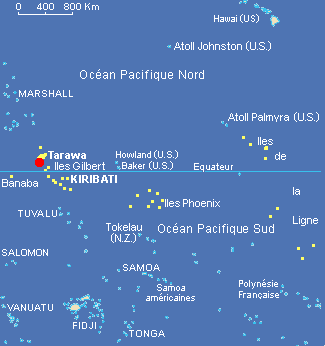 0 400 800 Km
Hawai (US)
Atoll Johnston (U.S.)
Océan Pacifique Nord
MARSHALL
Atoll Palmyra (U.S.)
Iles
de
la
Ligne
Tarawa
Iles Gilbert
Howland (U.S.)
Baker (U.S.)
Equateur
Banaba
KIRIBATI
Iles Phoenix
TUVALU
Tokelau
(N.Z.)
Océan Pacifique Sud
SALOMON
SAMOA
Samoa
américaines
Polynésie
Française
VANUATU
FIDJI
TONGA